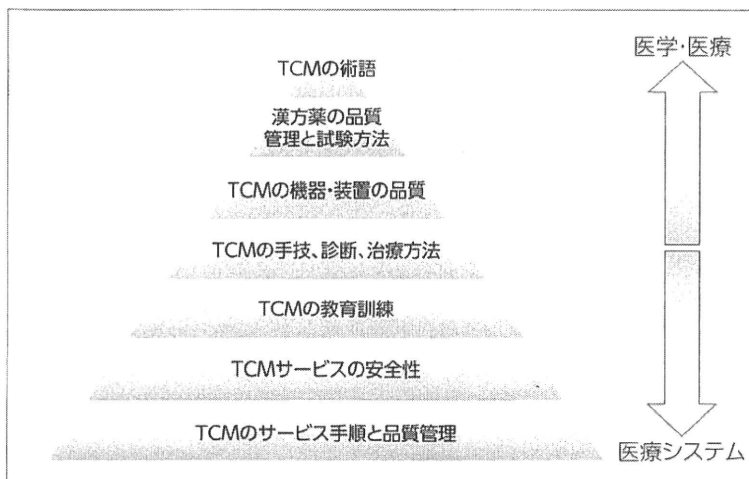 医学・医療
TCMの術語
漢方薬の品質
管理と試験方法
TCMの機器・装置の品質
TCMの手技、診断、治療方法
TCMの教育訓練
TCMサービスの安全性
TCMのサービス手順と品質管理
医療システム